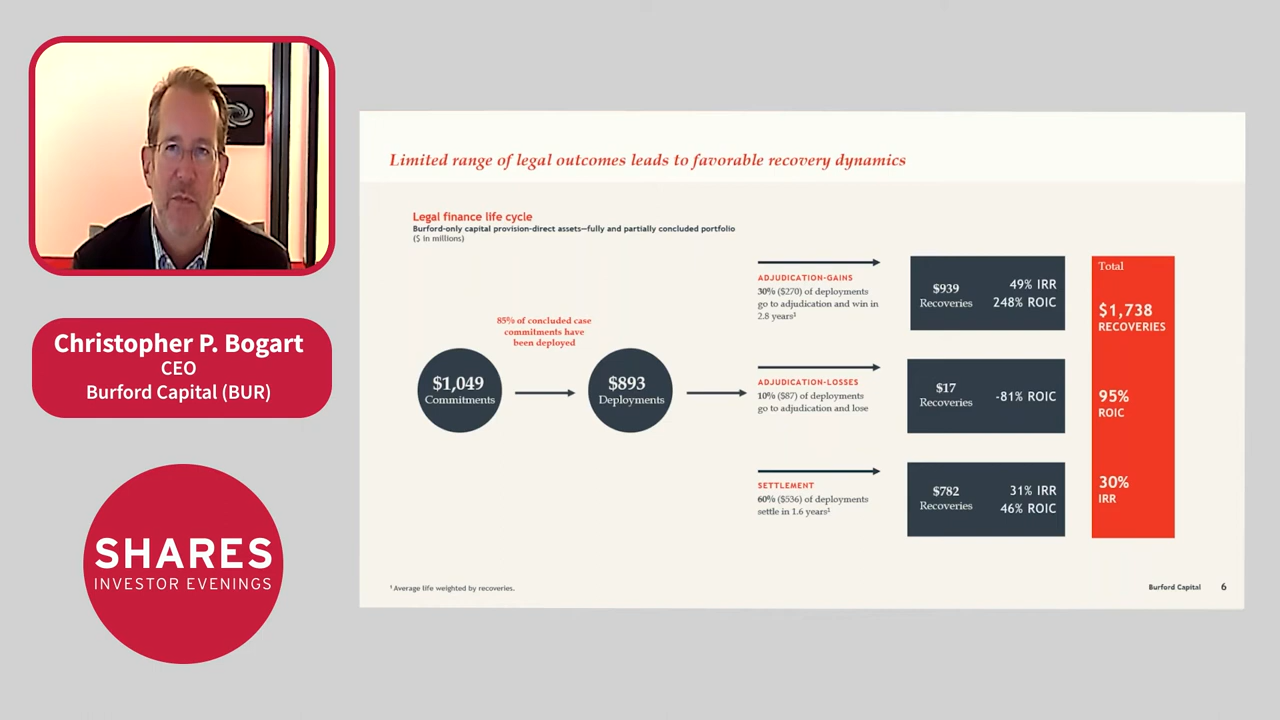 Christopher P. Bogart
CEO
Burford Capital (BUR)
SHARES
INVESTOR EVENINGS
Limited range of legal outcomes leads to favorable recovery dynamics
Legal finance life cycle
Burford-only capital provision-direct assets—fully and partially concluded portfolio
($ in millions)
85% of concluded case
commitments have
been deployed
$1,049
Commitments
$893
Deployments
ADJUDICATION-GAINS
30% ($270) of deployments
go to adjudication and win in
2.8 years¹
$939
Recoveries
49% IRR
248% ROIC
ADJUDICATION-LOSSES
10% ($87) of deployments
go to adjudication and lose
$17
Recoveries
-81% ROIC
SETTLEMENT
60% ($536) of deployments
settle in 1.6 years¹
$782
Recoveries
31% IRR
46% ROIC
Total
$1,738
RECOVERIES
95%
ROIC
30%
IRR
¹ Average life weighted by recoveries.
Burford Capital 6